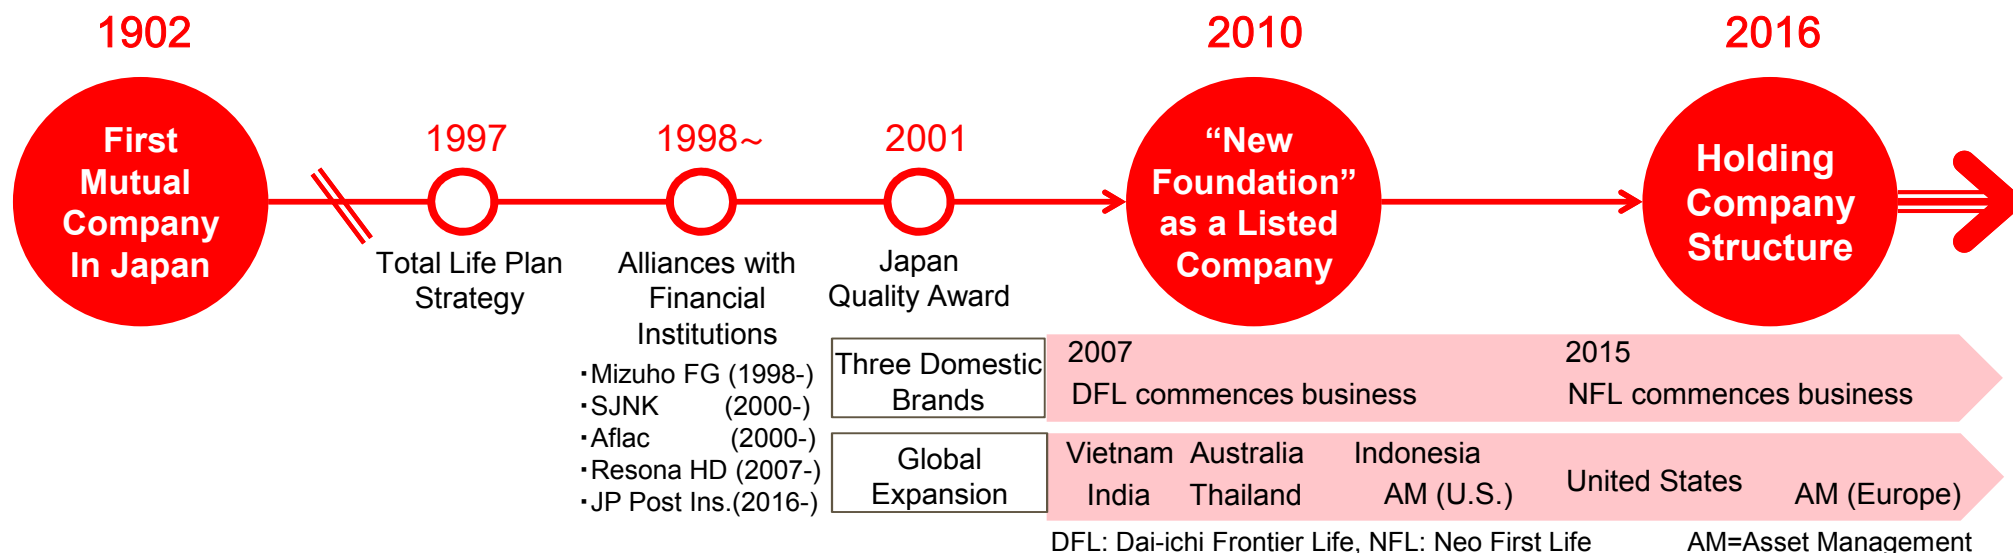 1902
First
Mutual
Company
In Japan
1997
Total Life Plan
Strategy
1998~
Alliances with
Financial
Institutions
・Mizuho FG (1998-)
・SJNK (2000-)
・Aflac (2000-)
・Resona HD (2007-)
・JP Post Ins.(2016-)
2001
Japan
Quality Award
2010
“New
Foundation”
as a Listed
Company
2016
Holding
Company
Structure
Three Domestic
Brands
2007
DFL commences business
2015
NFL commences business
Global
Expansion
Vietnam Australia Indonesia
India Thailand AM (U.S.)
United States
AM (Europe)
DFL: Dai-ichi Frontier Life, NFL: Neo First Life AM=Asset Management